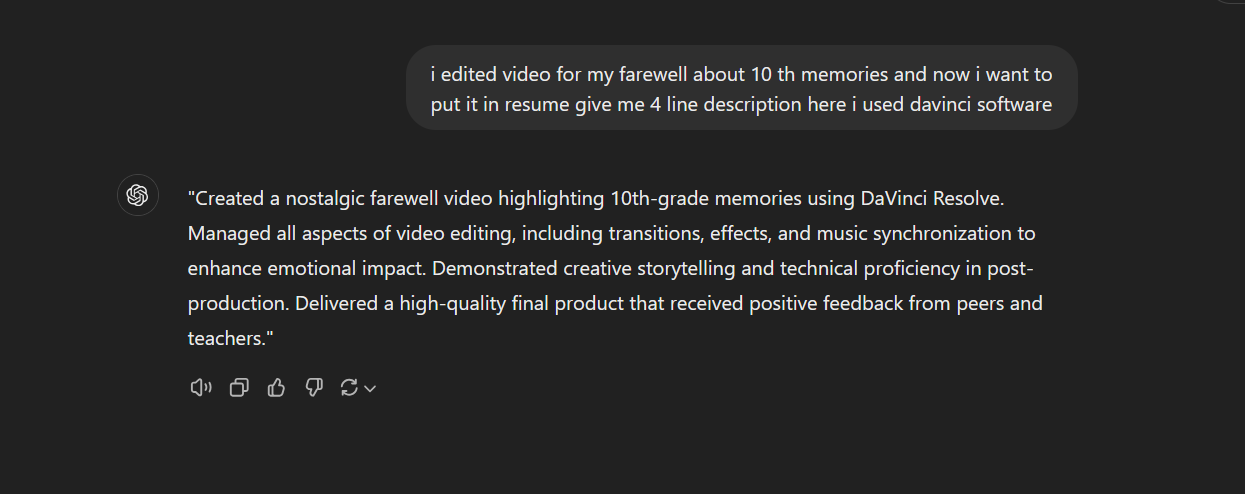 i edited video for my farewell about 10 th memories and now i want to
put it in resume give me 4 line description here i used davinci software
"Created a nostalgic farewell video highlighting 10th-grade memories using DaVinci Resolve.
Managed all aspects of video editing, including transitions, effects, and music synchronization to
enhance emotional impact. Demonstrated creative storytelling and technical proficiency in post-
production. Delivered a high-quality final product that received positive feedback from peers and
teachers."